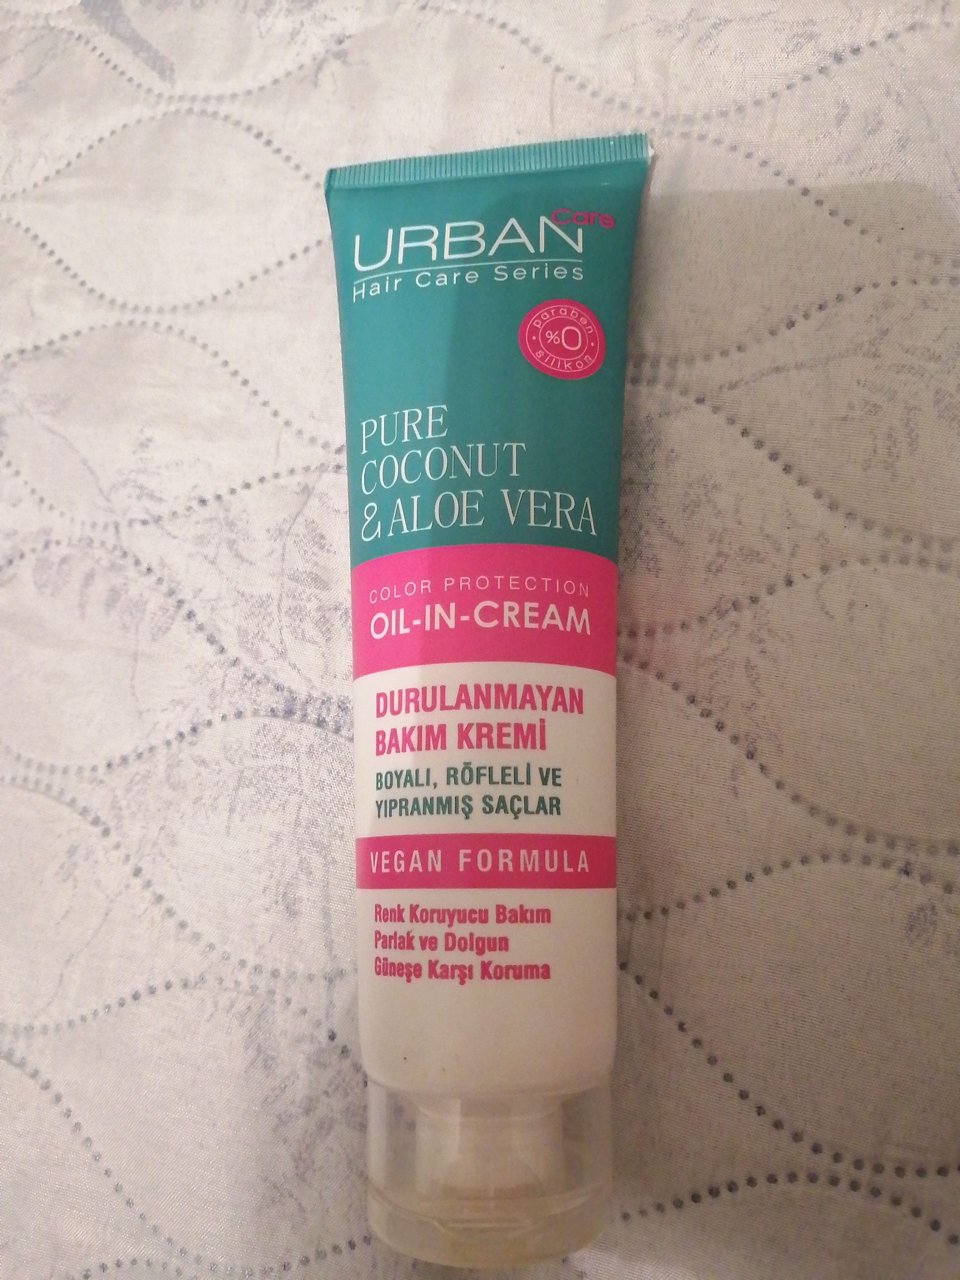 URBAN Care
Hair Care Series
paraben
%0
silikon
PURE
COCONUT
& ALOE VERA
COLOR PROTECTION
OIL-IN-CREAM
DURULANMAYAN
BAKIM KREMİ
BOYALI, RÖFLELİ VE
YIPRANMIŞ SAÇLAR
VEGAN FORMULA
Renk Koruyucu Bakım
Parlak ve Dolgun
Güneşe Karşı Koruma